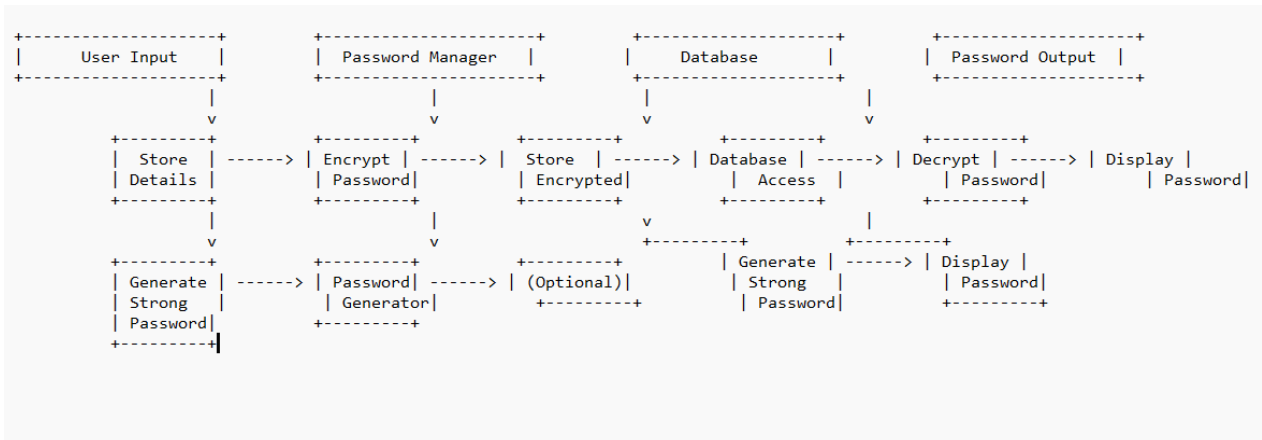 +--------------------+         +----------------------+         +--------------------+         +--------------------+
|      User Input    |         |  Password Manager   |         |     Database       |         |  Password Output  |
+--------------------+         +----------------------+         +--------------------+         +--------------------+
                    |                      |                     |                      |
                    v                      v                     v                      v
          +---------+          +---------+          +---------+          +---------+          +---------+
          |  Store  | ------> | Encrypt | ------> |  Store  | ------> | Database | ------> | Decrypt | ------> | Display |
          | Details |          | Password|          | Encrypted|          |  Access  |          | Password|          | Password|
          +---------+          +---------+          +---------+          +---------+          +---------+
                    |                      |                     v                      |
                    v                      v                     +---------+          +---------+
          +---------+          +---------+          +---------+         | Generate | ------> | Display |
          | Generate | ------> | Password| ------> | (Optional)|          | Strong   |          | Password|
          | Strong   |          | Generator|          +---------+          | Password|          +---------+
          | Password|          +---------+
          +---------+